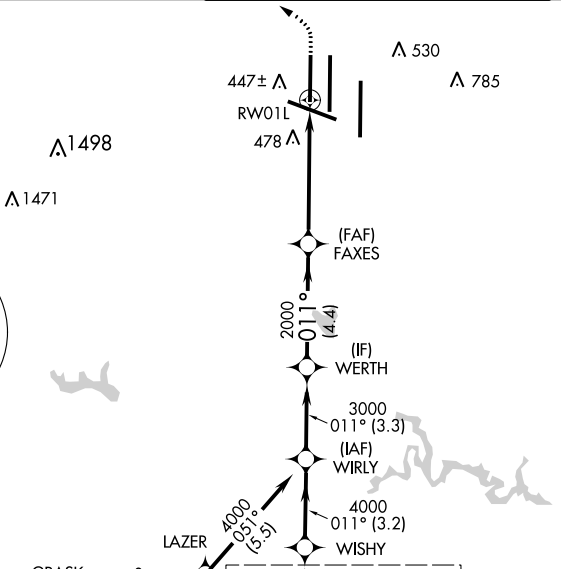 530
447±
785
RW01L
478
1498
1471
(FAF)
FAXES
2000
011°
(4.4)
(IF)
WERTH
3000
011° (3.3)
(IAF)
WIRLY
4000
051°
(5.5)
4000
011° (3.2)
LAZER
WISHY